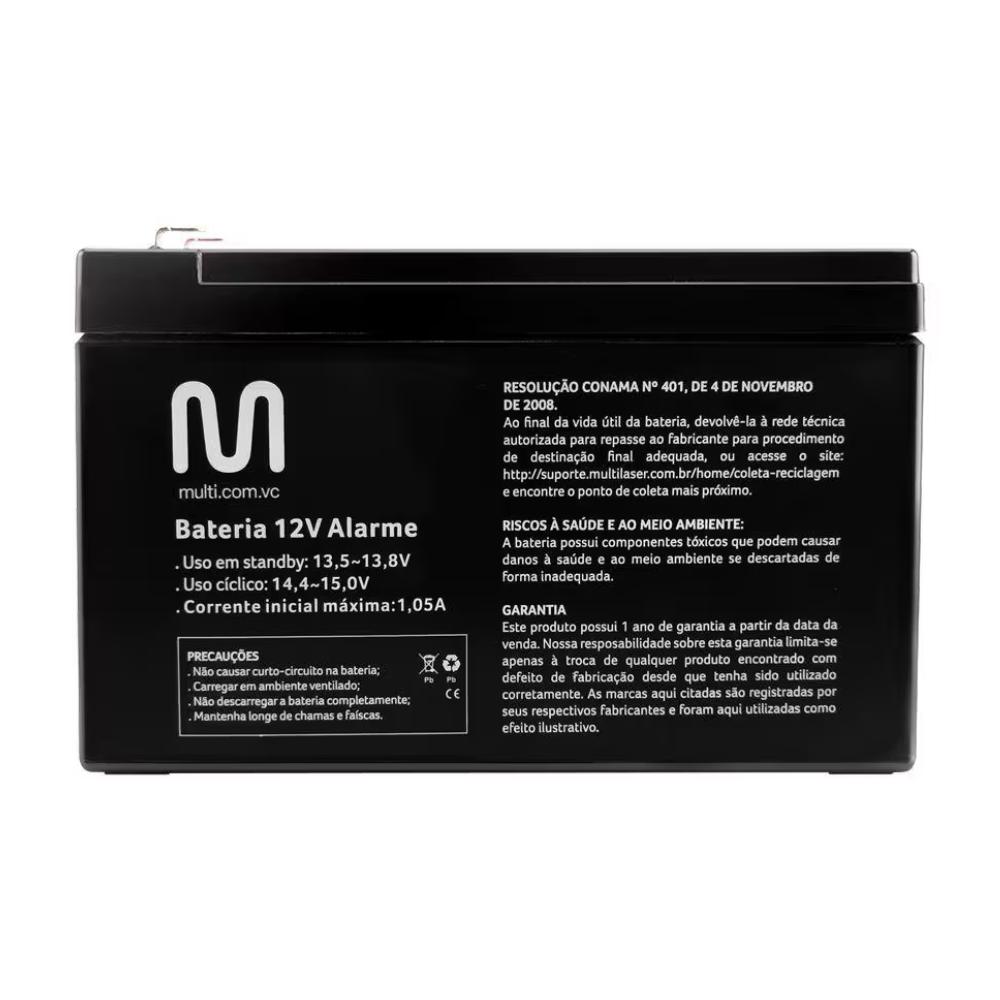 M
multi.com.vc
Bateria 12V Alarme
. Uso em standby: 13,5~13,8V
. Uso cíclico: 14,4~15,0V
. Corrente inicial máxima:1,05A
PRECAUÇÕES
. Não causar curto-circuito na bateria;
. Carregar em ambiente ventilado;
. Não descarregar a bateria completamente;
. Mantenha longe de chamas e faíscas.
Pb Pb
CE
RESOLUÇÃO CONAMA Nº 401, DE 4 DE NOVEMBRO
DE 2008.
Ao final da vida útil da bateria, devolvê-la à rede técnica
autorizada para repasse ao fabricante para procedimento
de destinação final adequada, ou acesse o site:
http://suporte.multilaser.com.br/home/coleta-reciclagem
e encontre o ponto de coleta mais próximo.
RISCOS À SAÚDE E AO MEIO AMBIENTE:
A bateria possui componentes tóxicos que podem causar
danos à saúde e ao meio ambiente se descartadas de
forma inadequada.
GARANTIA
Este produto possui 1 ano de garantia a partir da data da
venda. Nossa resposabilidade sobre esta garantia limita-se
apenas à troca de qualquer produto encontrado com
defeito de fabricação desde que tenha sido utilizado
corretamente. As marcas aqui citadas são registradas por
seus respectivos fabricantes e foram aqui utilizadas como
efeito ilustrativo.